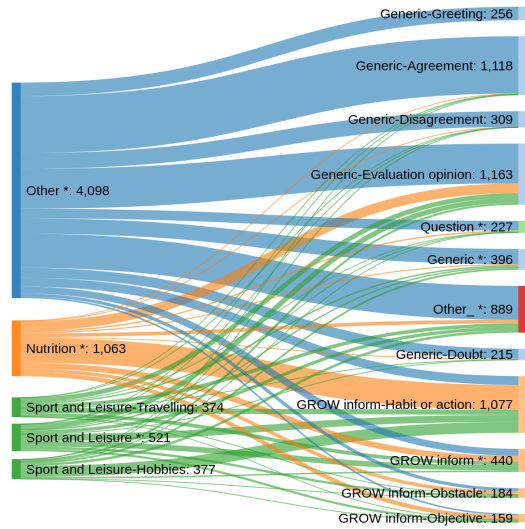 Generic-Greeting: 256
Generic-Agreement: 1,118
Generic-Disagreement: 309
Generic-Evaluation opinion: 1,163
Other *: 4,098
Question *: 227
Generic *: 396
Other_ *: 889
Nutrition *: 1,063
Generic-Doubt: 215
Sport and Leisure-Travelling: 374
GROW inform-Habit or action: 1,077
Sport and Leisure *: 521
GROW inform *: 440
Sport and Leisure-Hobbies: 377
GROW inform-Obstacle: 184
GROW inform-Objective: 159